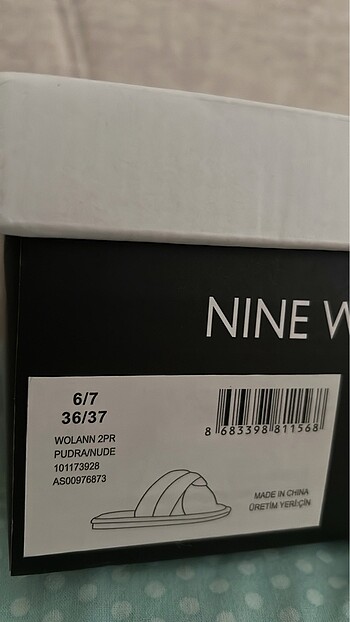 NINE W
6/7
36/37
WOLANN 2PR
PUDRA/NUDE
101173928
AS00976873
8 683398 811568
MADE IN CHINA
ÜRETİM YERİ:ÇİN